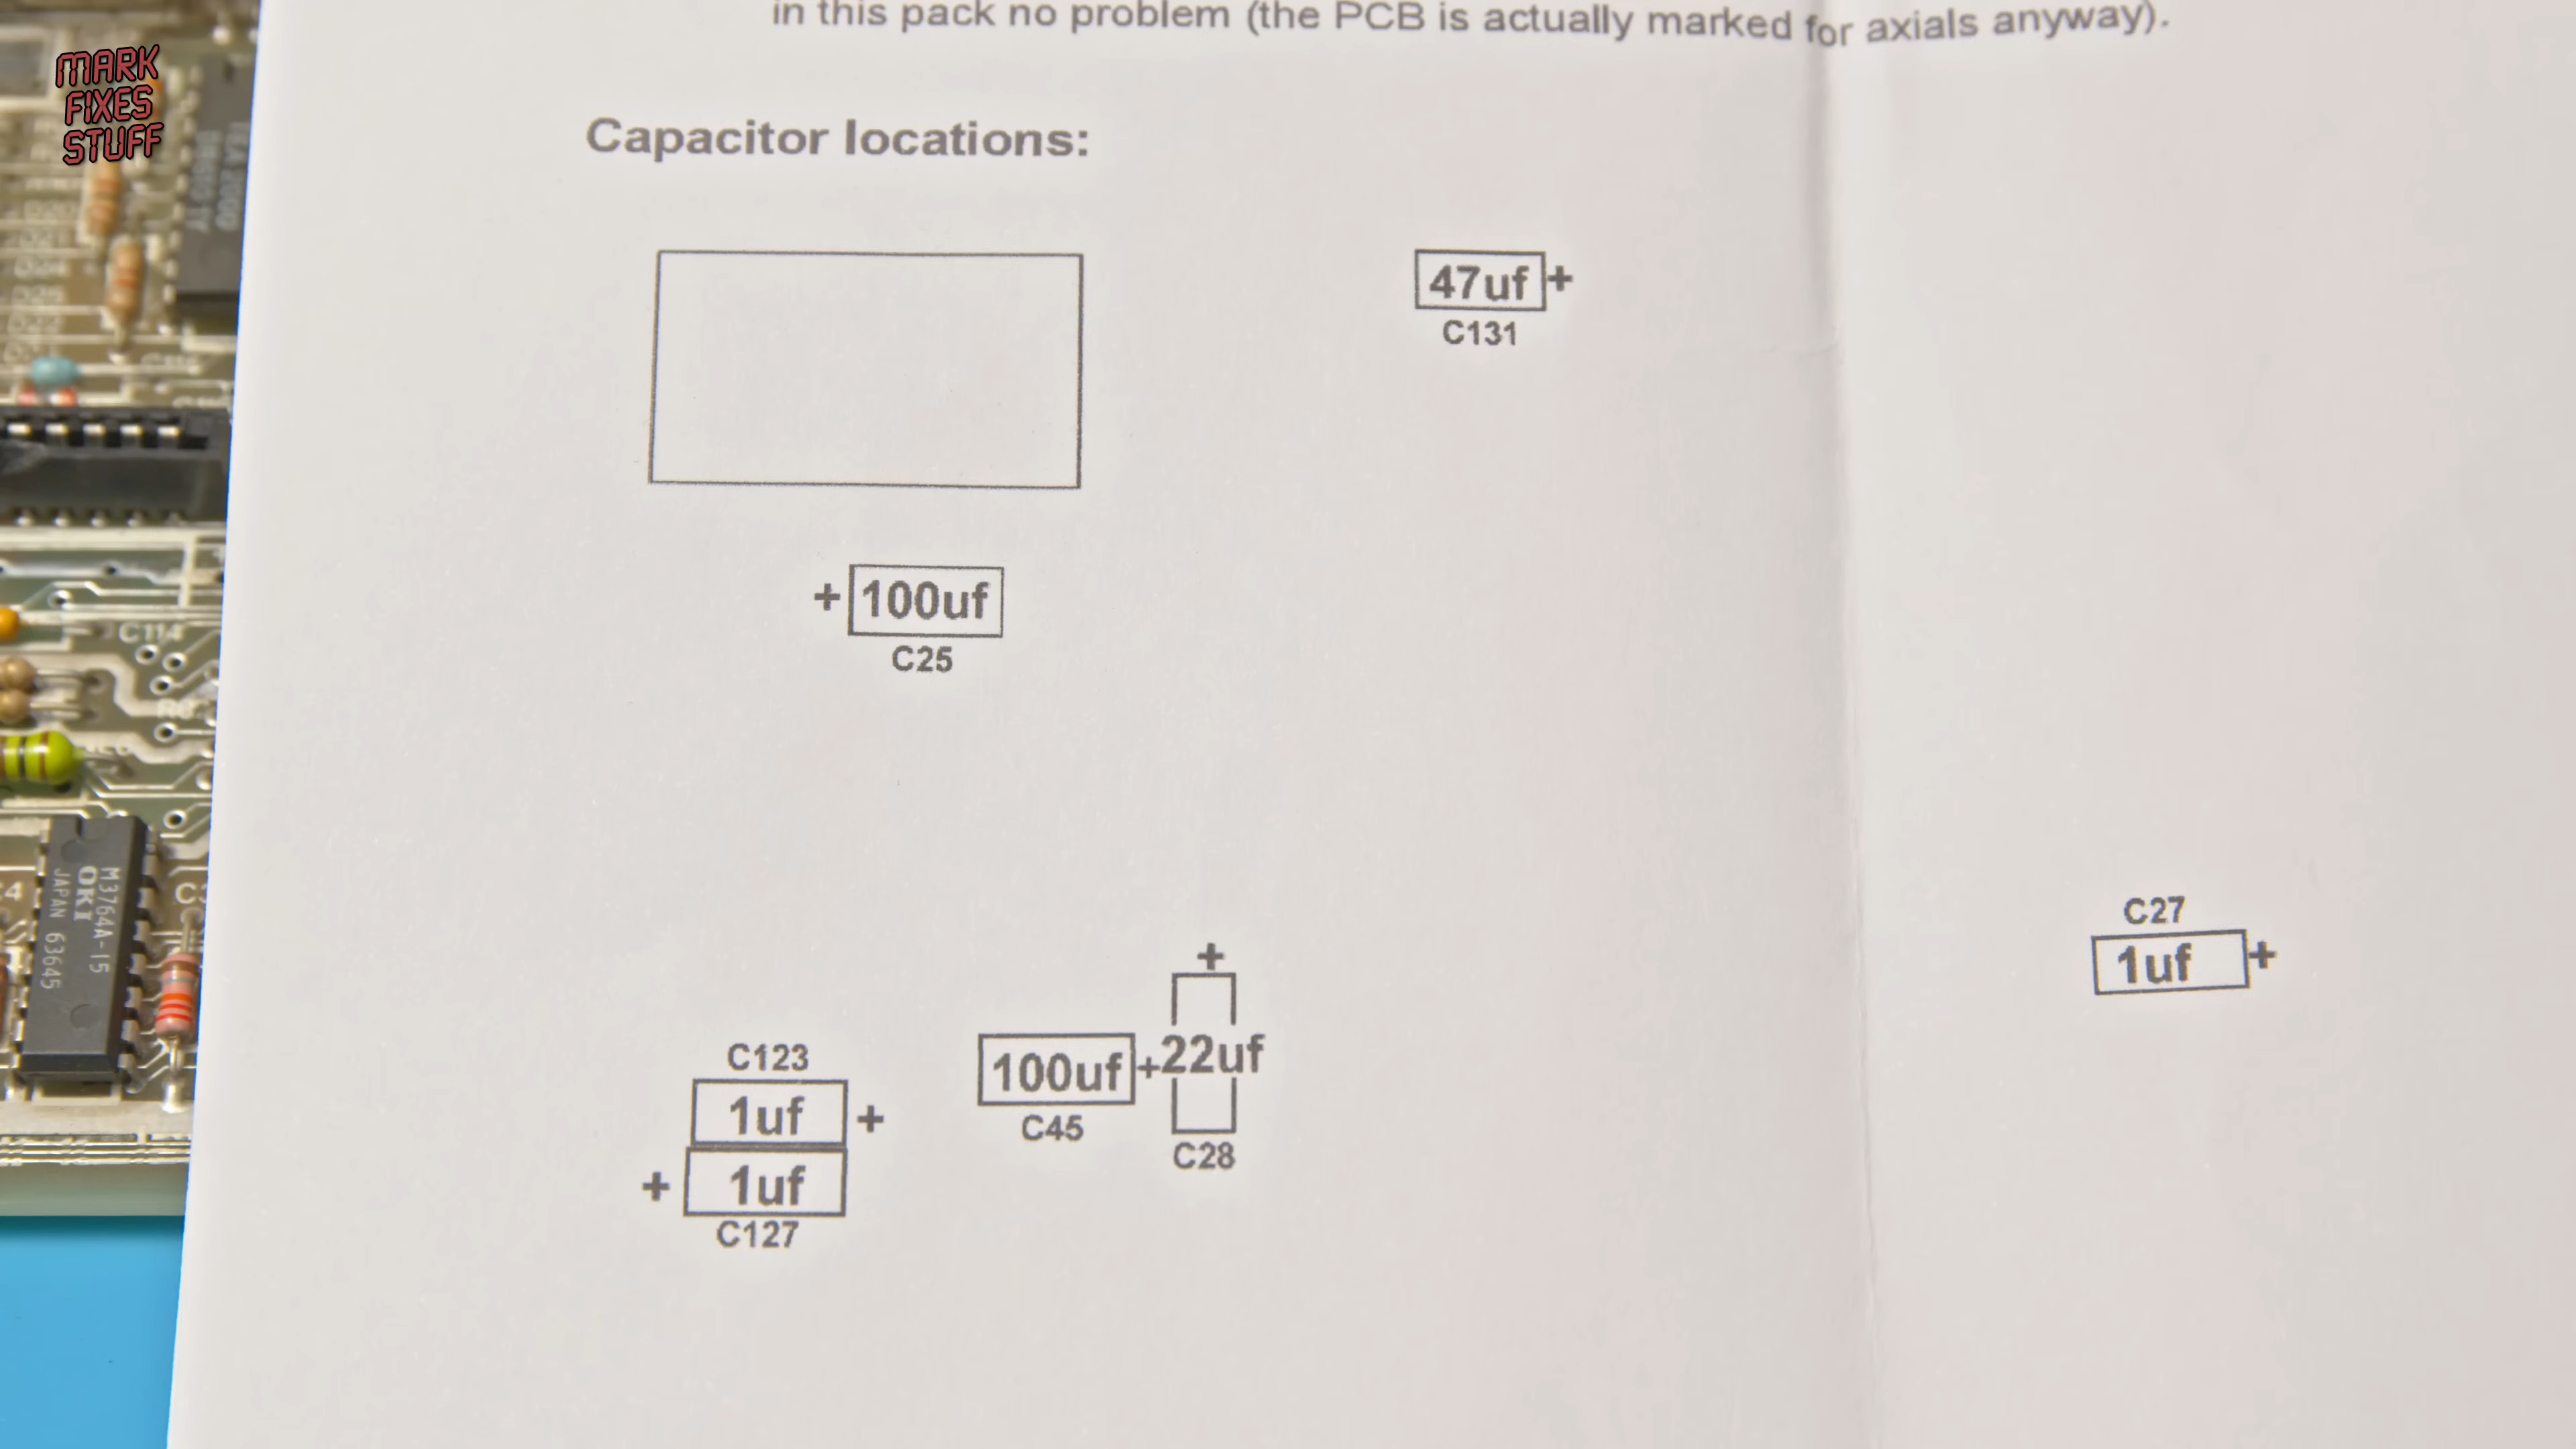 in this pack no problem (the PCB is actually marked for axials anyway).
MARK
FIXES
STUFF
Capacitor locations:
47uf+
C131
+ 100uf
C25
C27
1uf +
+
100uf+ 22uf
C45
C28
C123
1uf +
+ 1uf
C127
C114
M3764A-15
OKI
JAPAN 63645